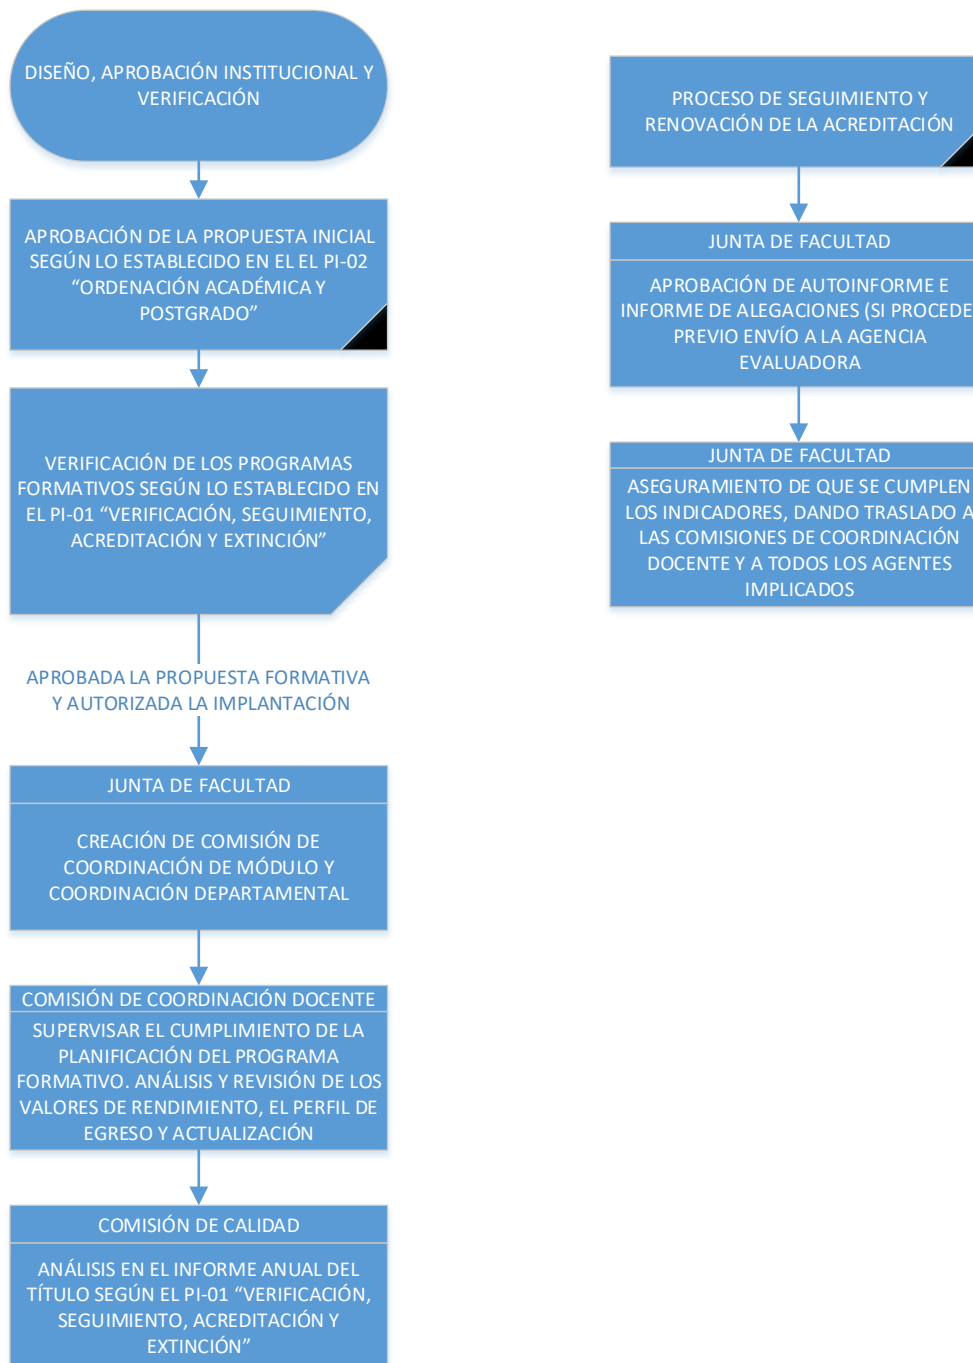 DISEÑO, APROBACIÓN INSTITUCIONAL Y
VERIFICACIÓN
APROBACIÓN DE LA PROPUESTA INICIAL
SEGÚN LO ESTABLECIDO EN EL EL PI-02
“ORDENACIÓN ACADÉMICA Y
POSTGRADO”
VERIFICACIÓN DE LOS PROGRAMAS
FORMATIVOS SEGÚN LO ESTABLECIDO EN
EL PI-01 “VERIFICACIÓN, SEGUIMIENTO,
ACREDITACIÓN Y EXTINCIÓN”
APROBADA LA PROPUESTA FORMATIVA
Y AUTORIZADA LA IMPLANTACIÓN
JUNTA DE FACULTAD
CREACIÓN DE COMISIÓN DE
COORDINACIÓN DE MÓDULO Y
COORDINACIÓN DEPARTAMENTAL
COMISIÓN DE COORDINACIÓN DOCENTE
SUPERVISAR EL CUMPLIMIENTO DE LA
PLANIFICACIÓN DEL PROGRAMA
FORMATIVO. ANÁLISIS Y REVISIÓN DE LOS
VALORES DE RENDIMIENTO, EL PERFIL DE
EGRESO Y ACTUALIZACIÓN
COMISIÓN DE CALIDAD
ANÁLISIS EN EL INFORME ANUAL DEL
TÍTULO SEGÚN EL PI-01 “VERIFICACIÓN,
SEGUIMIENTO, ACREDITACIÓN Y
EXTINCIÓN”
PROCESO DE SEGUIMIENTO Y
RENOVACIÓN DE LA ACREDITACIÓN
JUNTA DE FACULTAD
APROBACIÓN DE AUTOINFORME E
INFORME DE ALEGACIONES (SI PROCEDE
PREVIO ENVÍO A LA AGENCIA
EVALUADORA
JUNTA DE FACULTAD
ASEGURAMIENTO DE QUE SE CUMPLEN
LOS INDICADORES, DANDO TRASLADO A
LAS COMISIONES DE COORDINACIÓN
DOCENTE Y A TODOS LOS AGENTES
IMPLICADOS